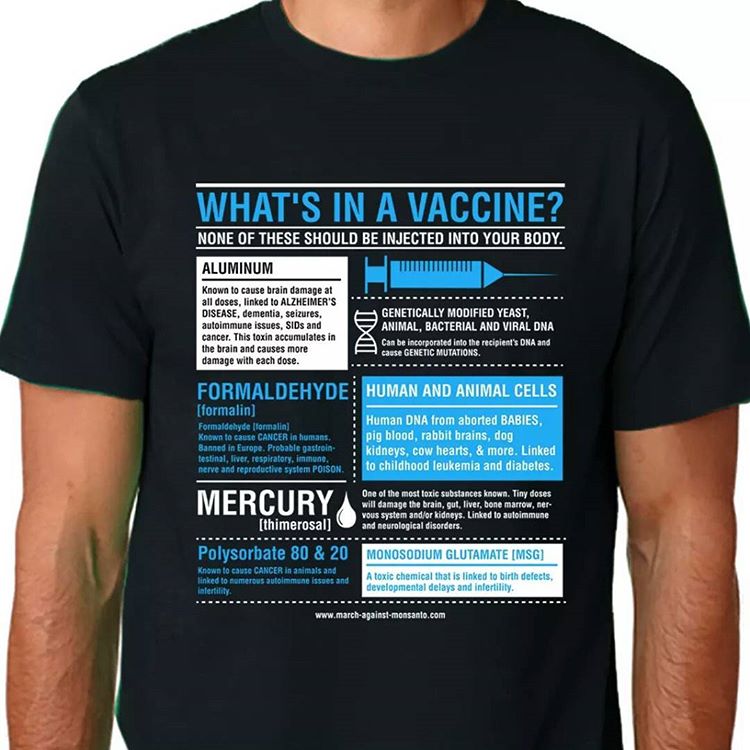 WHAT'S IN A VACCINE?
NONE OF THESE SHOULD BE INJECTED INTO YOUR BODY.
ALUMINUM
Known to cause brain damage at
all doses, linked to ALZHEIMER'S
DISEASE, dementia, seizures,
autoimmune issues, SIDs and
cancer. This toxin accumulates in
the brain and causes more
damage with each dose.
GENETICALLY MODIFIED YEAST,
ANIMAL, BACTERIAL AND VIRAL DNA
Can be incorporated into the recipient's DNA and
cause GENETIC MUTATIONS.
FORMALDEHYDE
[formalin]
Formaldehyde [formalin]
Known to cause CANCER in humans.
Banned in Europe. Probable gastroin-
testinal, liver, respiratory, immune,
nerve and reproductive system POISON.
HUMAN AND ANIMAL CELLS
Human DNA from aborted BABIES,
pig blood, rabbit brains, dog
kidneys, cow hearts, & more. Linked
to childhood leukemia and diabetes.
MERCURY
[thimerosal]
One of the most toxic substances known. Tiny doses
will damage the brain, gut, liver, bone marrow, ner-
vous system and/or kidneys. Linked to autoimmune
and neurological disorders.
Polysorbate 80 & 20
Known to cause CANCER in animals and
linked to numerous autoimmune issues and
infertility.
MONOSODIUM GLUTAMATE [MSG]
A toxic chemical that is linked to birth defects,
developmental delays and infertility.
www.march-against-monsanto.com